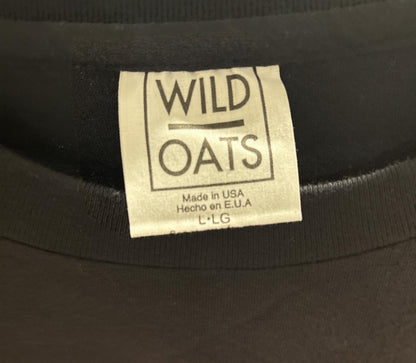 WILD
OATS
Made in USA
Hecho en E.U.A
L·LG